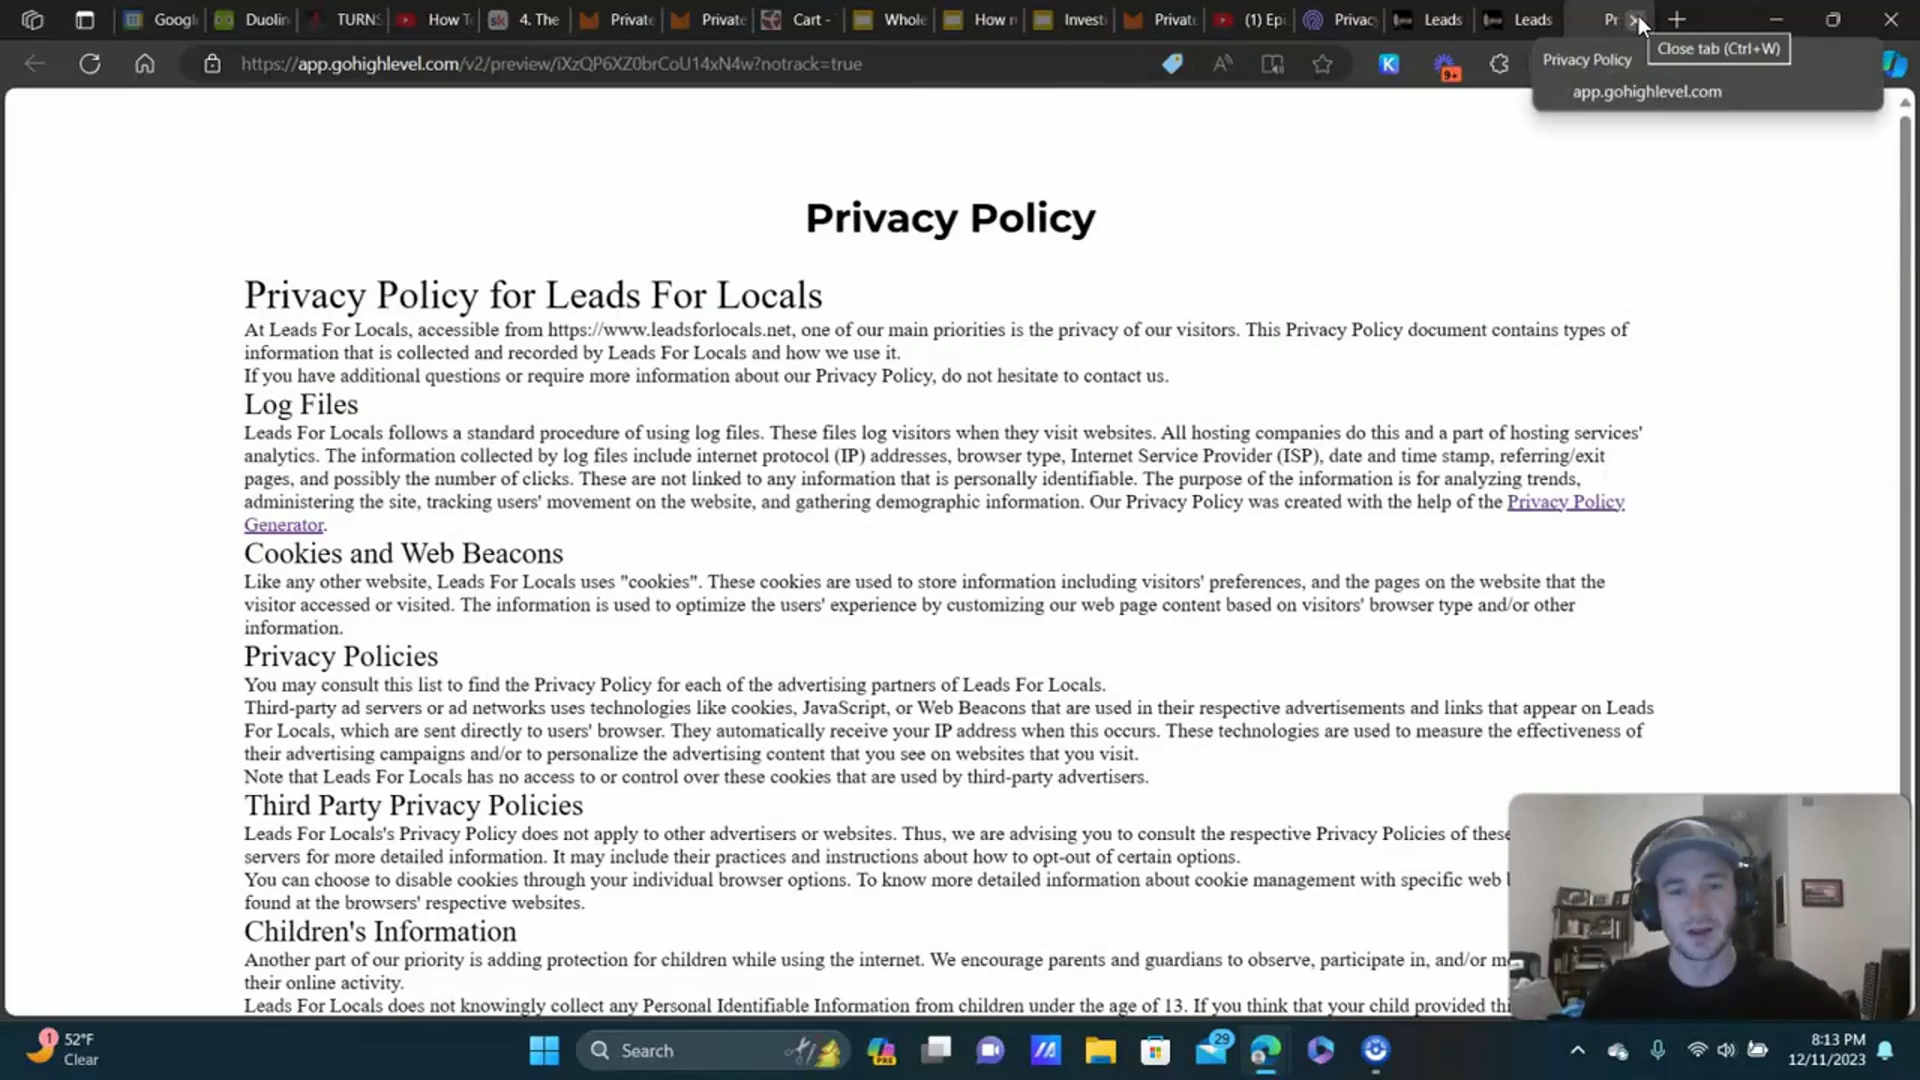 Googl
Duolin
TURNS
How T
4. The
Private
Private
Cart -
Whole
How r
Investi
Private
(1) Epi
Privac
Leads
Leads
Pr
Close tab (Ctrl+W)
https://app.gohighlevel.com/v2/preview/iXzQP6XZ0brCoU14xN4w?notrack=true
9+
Privacy Policy
app.gohighlevel.com
Privacy Policy
Privacy Policy for Leads For Locals
At Leads For Locals, accessible from https://www.leadsforlocals.net, one of our main priorities is the privacy of our visitors. This Privacy Policy document contains types of
information that is collected and recorded by Leads For Locals and how we use it.
If you have additional questions or require more information about our Privacy Policy, do not hesitate to contact us.
Log Files
Leads For Locals follows a standard procedure of using log files. These files log visitors when they visit websites. All hosting companies do this and a part of hosting services'
analytics. The information collected by log files include internet protocol (IP) addresses, browser type, Internet Service Provider (ISP), date and time stamp, referring/exit
pages, and possibly the number of clicks. These are not linked to any information that is personally identifiable. The purpose of the information is for analyzing trends,
administering the site, tracking users' movement on the website, and gathering demographic information. Our Privacy Policy was created with the help of the Privacy Policy
Generator.
Cookies and Web Beacons
Like any other website, Leads For Locals uses "cookies". These cookies are used to store information including visitors' preferences, and the pages on the website that the
visitor accessed or visited. The information is used to optimize the users' experience by customizing our web page content based on visitors' browser type and/or other
information.
Privacy Policies
You may consult this list to find the Privacy Policy for each of the advertising partners of Leads For Locals.
Third-party ad servers or ad networks uses technologies like cookies, JavaScript, or Web Beacons that are used in their respective advertisements and links that appear on Leads
For Locals, which are sent directly to users' browser. They automatically receive your IP address when this occurs. These technologies are used to measure the effectiveness of
their advertising campaigns and/or to personalize the advertising content that you see on websites that you visit.
Note that Leads For Locals has no access to or control over these cookies that are used by third-party advertisers.
Third Party Privacy Policies
Leads For Locals's Privacy Policy does not apply to other advertisers or websites. Thus, we are advising you to consult the respective Privacy Policies of these
servers for more detailed information. It may include their practices and instructions about how to opt-out of certain options.
You can choose to disable cookies through your individual browser options. To know more detailed information about cookie management with specific web
found at the browsers' respective websites.
Children's Information
Another part of our priority is adding protection for children while using the internet. We encourage parents and guardians to observe, participate in, and/or
their online activity.
Leads For Locals does not knowingly collect any Personal Identifiable Information from children under the age of 13. If you think that your child provided
1
52°F
Clear
Search
PRE
29
8:13 PM
12/11/2023